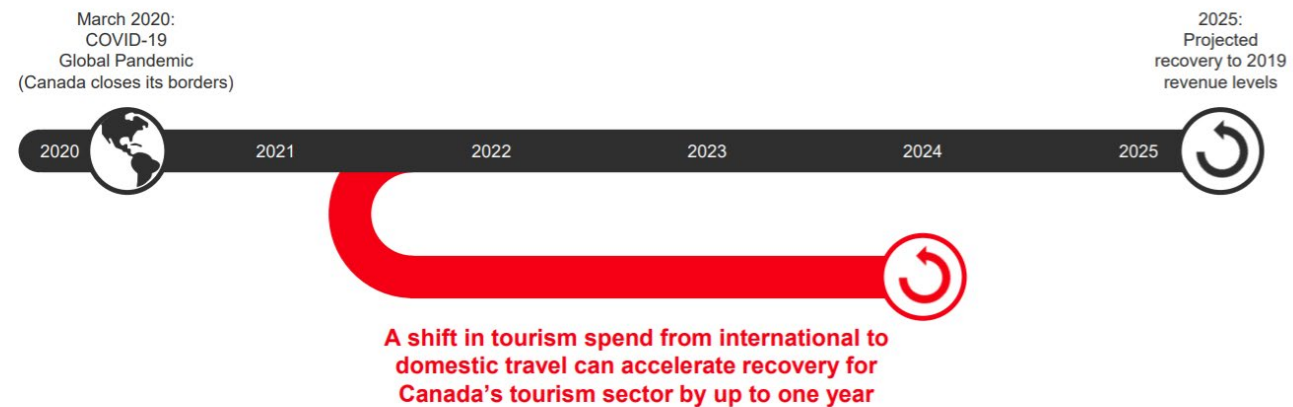 March 2020:
COVID-19
Global Pandemic
(Canada closes its borders)
2025:
Projected
recovery to 2019
revenue levels
2020
2021
2022
2023
2024
2025
A shift in tourism spend from international to
domestic travel can accelerate recovery for
Canada’s tourism sector by up to one year